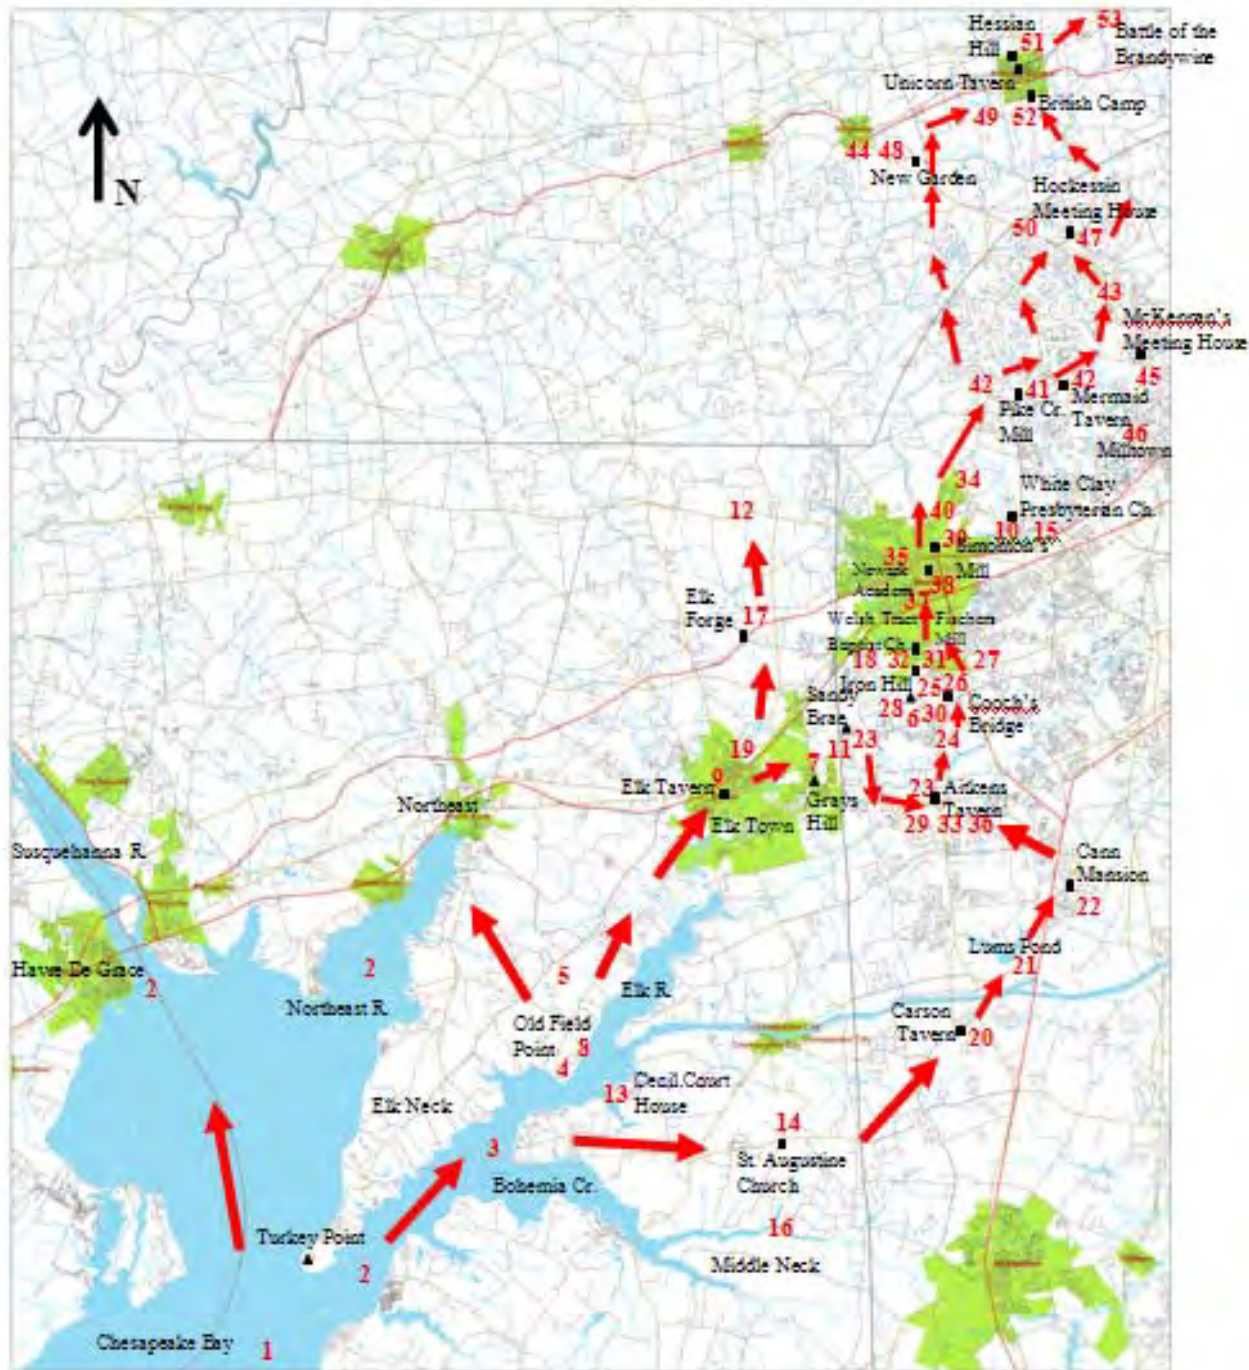 Hessian
Hill
51
53
Battle of the
Brandywine
Unicorn Tavern
British Camp
49
52
44 48
New Garden
N
Hockessin
Meeting House
50
47
43
McKennan's
Meeting House
42
41
42
45
Pike Cr.
Mill
Mermaid
Tavern
46
Milltown
34
White Clay
Presbyterian Ch.
10 15
12
40
39
Simonton's
Mill
35
Newark
Academy
38
37
Elk
Forge
17
Welsh Tract
Baptist Ch.
Fischers
Mill
18 32 31
27
Iron Hill
25 26
28
6
30
Cooch's
Bridge
Sandy
Brae
11
23
24
19
7
Elk Tavern
9
Grays
Hill
23
Aikens
Tavern
29 33 36
Northeast
Elk Town
Susquehanna R.
Cann
Mansion
22
Lums Pond
21
Havre De Grace
2
2
Northeast R.
5
Elk R.
Old Field
Point
8
4
Carson
Tavern
20
13
Cecil Court
House
Elk Neck
3
14
St. Augustine
Church
Bohemia Cr.
16
Middle Neck
Turkey Point
2
Chesapeake Bay
1